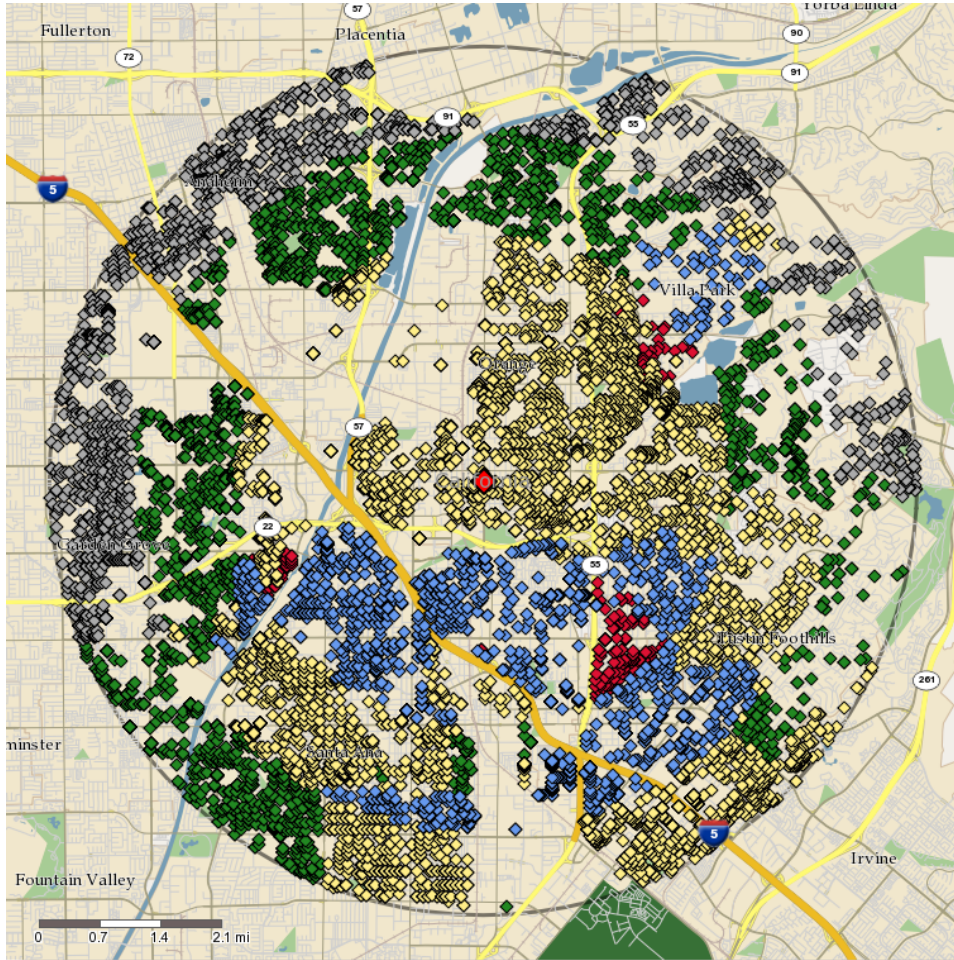 57
Yorba Linda
Fullerton
Placentia
90
72
91
91
55
Anaheim
5
Villa Park
Orange
57
California
22
Garden Grove
55
Tustin Foothills
261
minster
Santa Ana
5
Irvine
Fountain Valley
0 0.7 1.4 2.1 mi